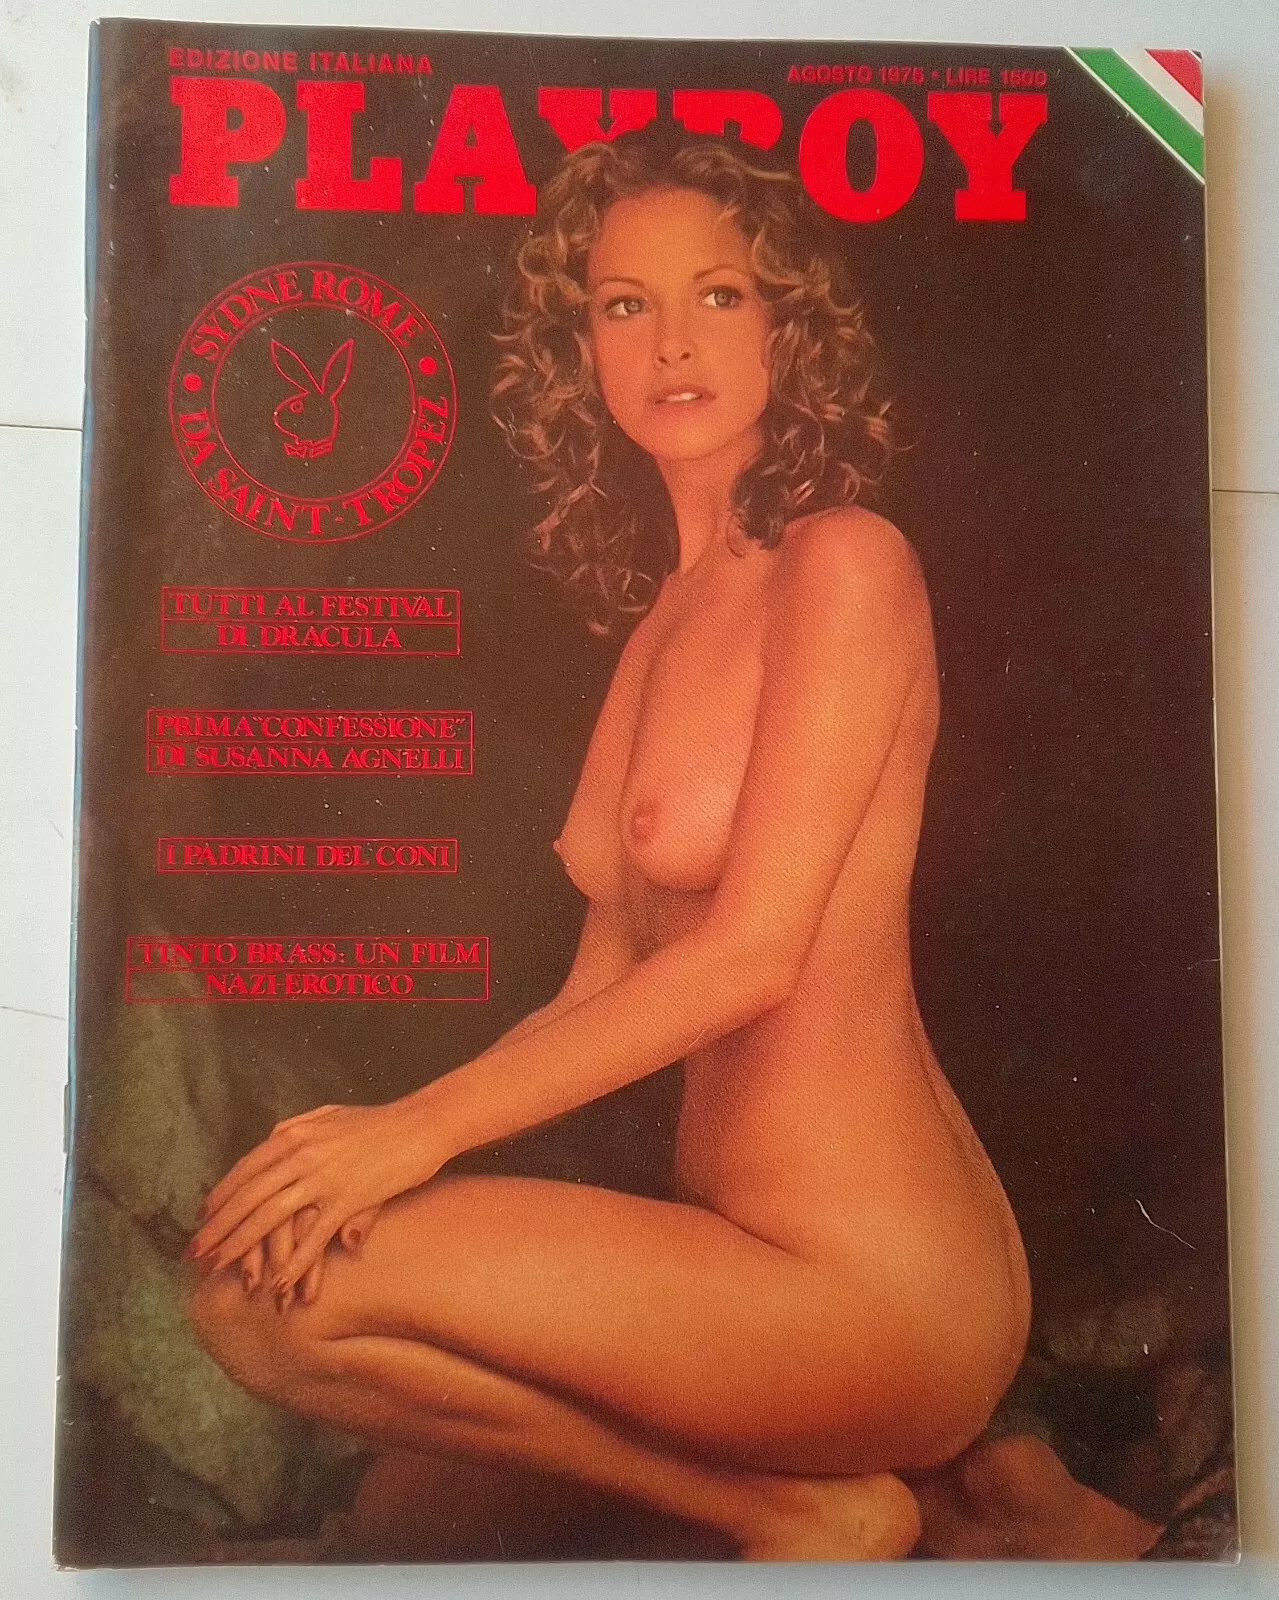 EDIZIONE ITALIANA
AGOSTO 1975 • LIRE 1500
PLAYBOY
SYDNE ROME •
DA SAINT-TROPEZ •
TUTTI AL FESTIVAL
DI DRACULA
PRIMA "CONFESSIONE"
DI SUSANNA AGNELLI
I PADRINI DEL CONI
TINTO BRASS: UN FILM
NAZI-EROTICO